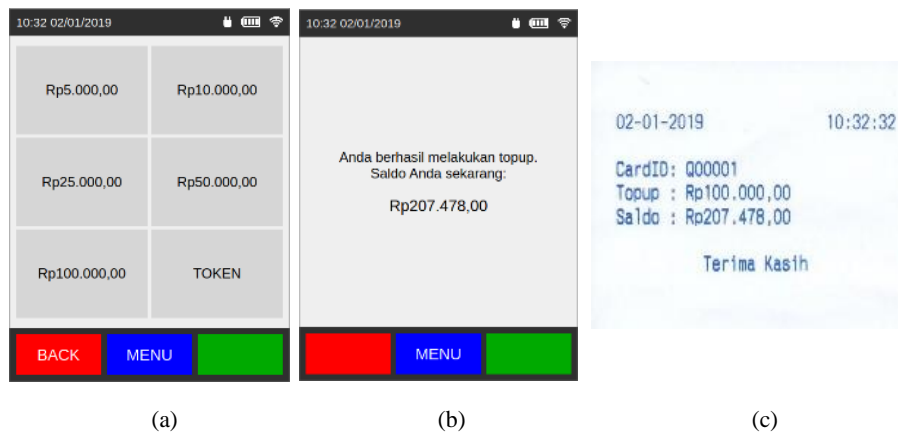 10:32 02/01/2019
Rp5.000,00 Rp10.000,00
Rp25.000,00 Rp50.000,00
Rp100.000,00 TOKEN
BACK MENU
(a)
10:32 02/01/2019
Anda berhasil melakukan topup.
Saldo Anda sekarang:
Rp207.478,00
MENU
(b)
02-01-2019 10:32:32
CardID: Q00001
Topup : Rp100.000,00
Saldo : Rp207.478,00
Terima Kasih
(c)